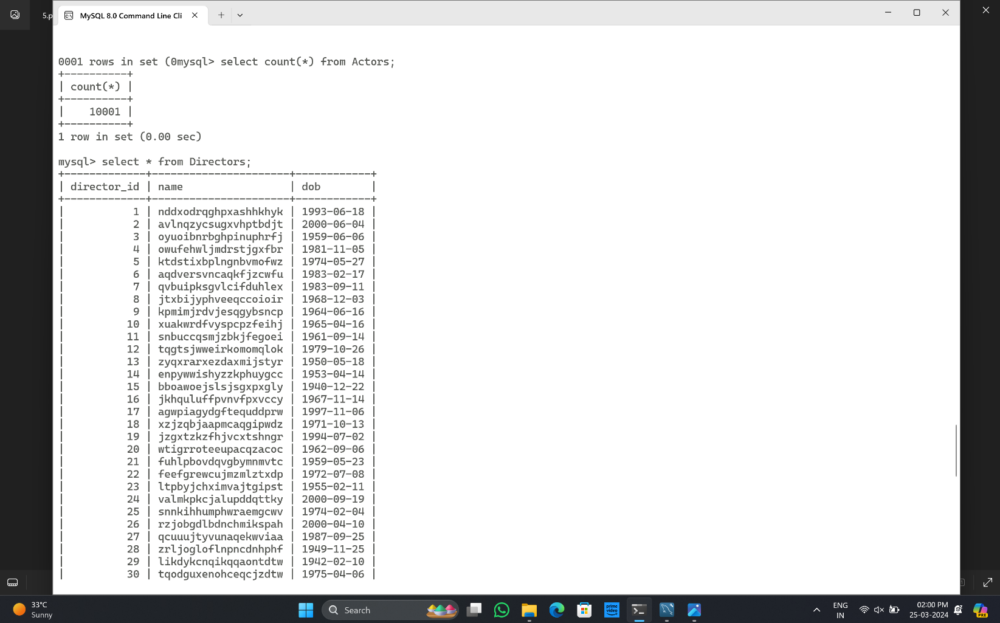 5.p
MySQL 8.0 Command Line Cli
0001 rows in set (0mysql> select count(*) from Actors;
+----------+
| count(*) |
+----------+
|    10001 |
+----------+
1 row in set (0.00 sec)
mysql> select * from Directors;
+-------------+----------------------+------------+
| director_id | name                 | dob        |
+-------------+----------------------+------------+
|           1 | nddxodrqghpxashhkhyk | 1993-06-18 |
|           2 | avlnqzycsugxvhptbdjt | 2000-06-04 |
|           3 | oyuoibnrbghpinuphrfj | 1959-06-06 |
|           4 | owufehwljmdrstjgxfbr | 1981-11-05 |
|           5 | ktdstixbplngnbvmofwz | 1974-05-27 |
|           6 | aqdversvncaqkfjzcwfu | 1983-02-17 |
|           7 | qvbuipksgvlcifduhlex | 1983-09-11 |
|           8 | jtxbijyphveeqccoioir | 1968-12-03 |
|           9 | kpmimjrdvjesqgybsncp | 1964-06-16 |
|          10 | xuakwrdfvyspcpzfeihj | 1965-04-16 |
|          11 | snbuccqsmjzbkjfegoei | 1961-09-14 |
|          12 | tqgtsjwweirkomomqlok | 1979-10-26 |
|          13 | zyqxrarxezdaxmijstyr | 1950-05-18 |
|          14 | enpywwishyzzkphuygcc | 1953-04-14 |
|          15 | bboawoejslsjsgxpxgly | 1940-12-22 |
|          16 | jkhquluffpvnvfpxvccy | 1967-11-14 |
|          17 | agwpiagydgftequddprw | 1997-11-06 |
|          18 | xzjzqbjaapmcaqgipwdz | 1971-10-13 |
|          19 | jzgxtzkzfhjvcxtshngr | 1994-07-02 |
|          20 | wtigrroteeupacqzacoc | 1962-09-06 |
|          21 | fuhlpbovdqvgbymnmvtc | 1959-05-23 |
|          22 | feefgrewcujmzmlztxdp | 1972-07-08 |
|          23 | ltpbyjchximvajtgipst | 1955-02-11 |
|          24 | valmkpkcjalupddqttky | 2000-09-19 |
|          25 | snnkihhumphwraemgcwv | 1974-02-04 |
|          26 | rzjobgdlbdnchmikspah | 2000-04-10 |
|          27 | qcuuujtyvunaqekwviaa | 1987-09-25 |
|          28 | zrljogloflnpncdnhphf | 1949-11-25 |
|          29 | likdykcnqikqqaontdtw | 1942-02-10 |
|          30 | tqodguxenohceqcjzdtw | 1975-04-06 |
33°C
Sunny
Search
prime video
ENG
IN
02:00 PM
25-03-2024
PRE